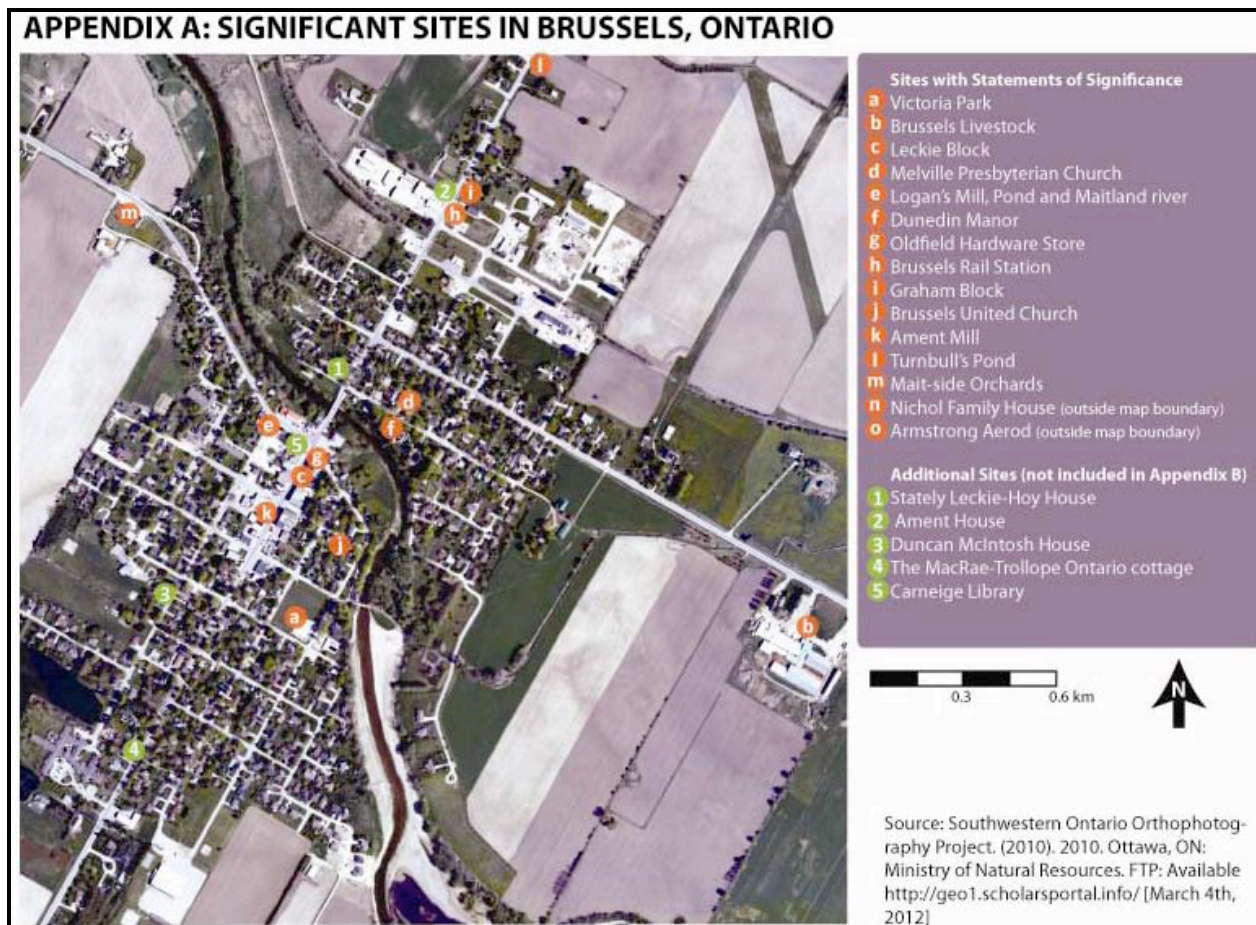 APPENDIX A: SIGNIFICANT SITES IN BRUSSELS, ONTARIO
l
2
i
h
m
1
d
f
e
5
g
c
k
j
3
a
b
4
Sites with Statements of Significance
a Victoria Park
b Brussels Livestock
c Leckie Block
d Melville Presbyterian Church
e Logan's Mill, Pond and Maitland river
f Dunedin Manor
g Oldfield Hardware Store
h Brussels Rail Station
i Graham Block
j Brussels United Church
k Ament Mill
l Turnbull's Pond
m Mait-side Orchards
n Nichol Family House (outside map boundary)
o Armstrong Aerod (outside map boundary)
Additional Sites (not included in Appendix B)
1 Stately Leckie-Hoy House
2 Ament House
3 Duncan McIntosh House
4 The MacRae-Trollope Ontario cottage
5 Carneige Library
0.3 0.6 km
N
Source: Southwestern Ontario Orthophotog-
raphy Project. (2010). 2010. Ottawa, ON:
Ministry of Natural Resources. FTP: Available
http://geo1.scholarsportal.info/ [March 4th,
2012]